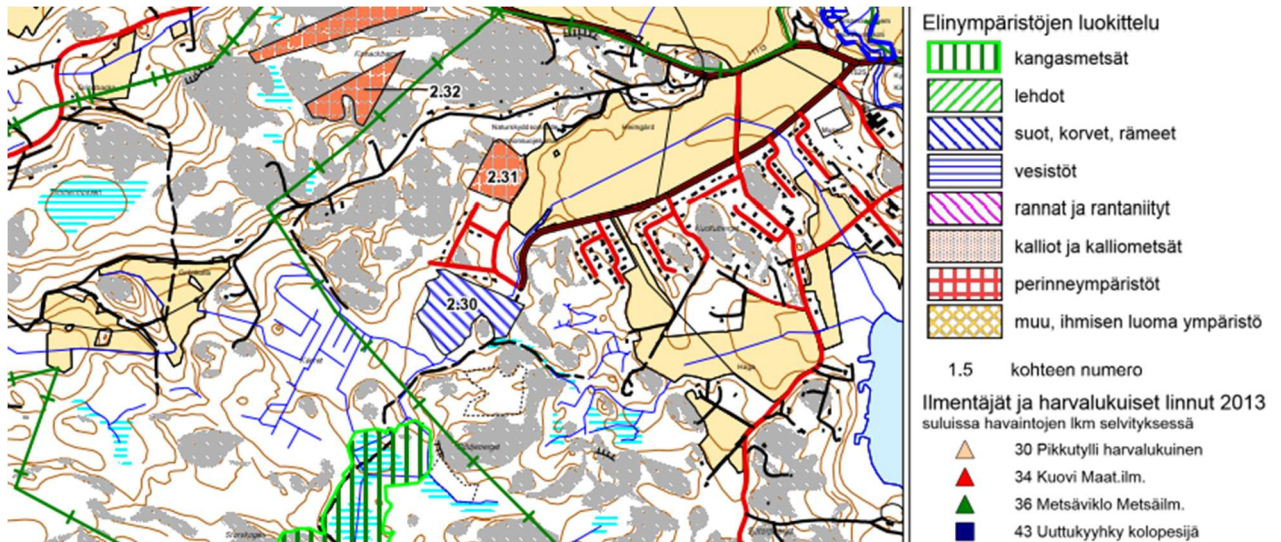 2.32
2.31
2.30
Heimgård
Haga
Elinympäristöjen luokittelu
kangasmetsät
lehdot
suot, korvet, rämeet
vesistöt
rannat ja rantaniityt
kalliot ja kalliometsät
perinneympäristöt
muu, ihmisen luoma ympäristö
1.5 kohteen numero
Ilmentäjät ja harvalukuiset linnut 2013
suluissa havaintojen lkm selvityksessä
30 Pikkutylli harvalukuinen
34 Kuovi Maat.ilm.
36 Metsäviklo Metsäilm.
43 Uuttukyyhky kolopesijä